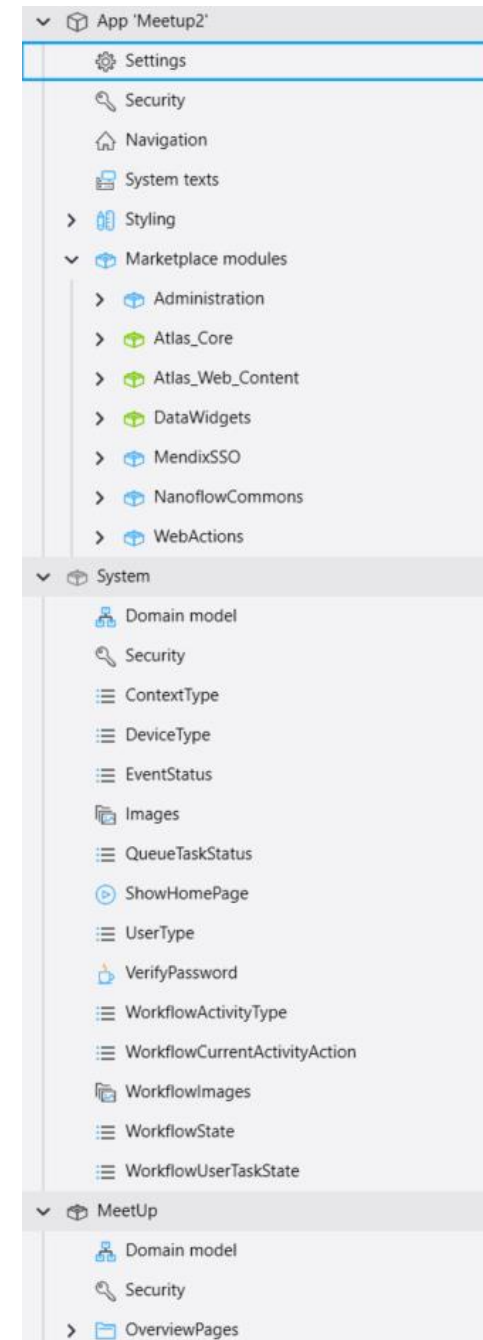 App 'Meetup2'
Settings
Security
Navigation
System texts
Styling
Marketplace modules
Administration
Atlas_Core
Atlas_Web_Content
DataWidgets
MendixSSO
NanoflowCommons
WebActions
System
Domain model
Security
ContextType
DeviceType
EventStatus
Images
QueueTaskStatus
ShowHomePage
UserType
VerifyPassword
WorkflowActivityType
WorkflowCurrentActivityAction
WorkflowImages
WorkflowState
WorkflowUserTaskState
MeetUp
Domain model
Security
OverviewPages